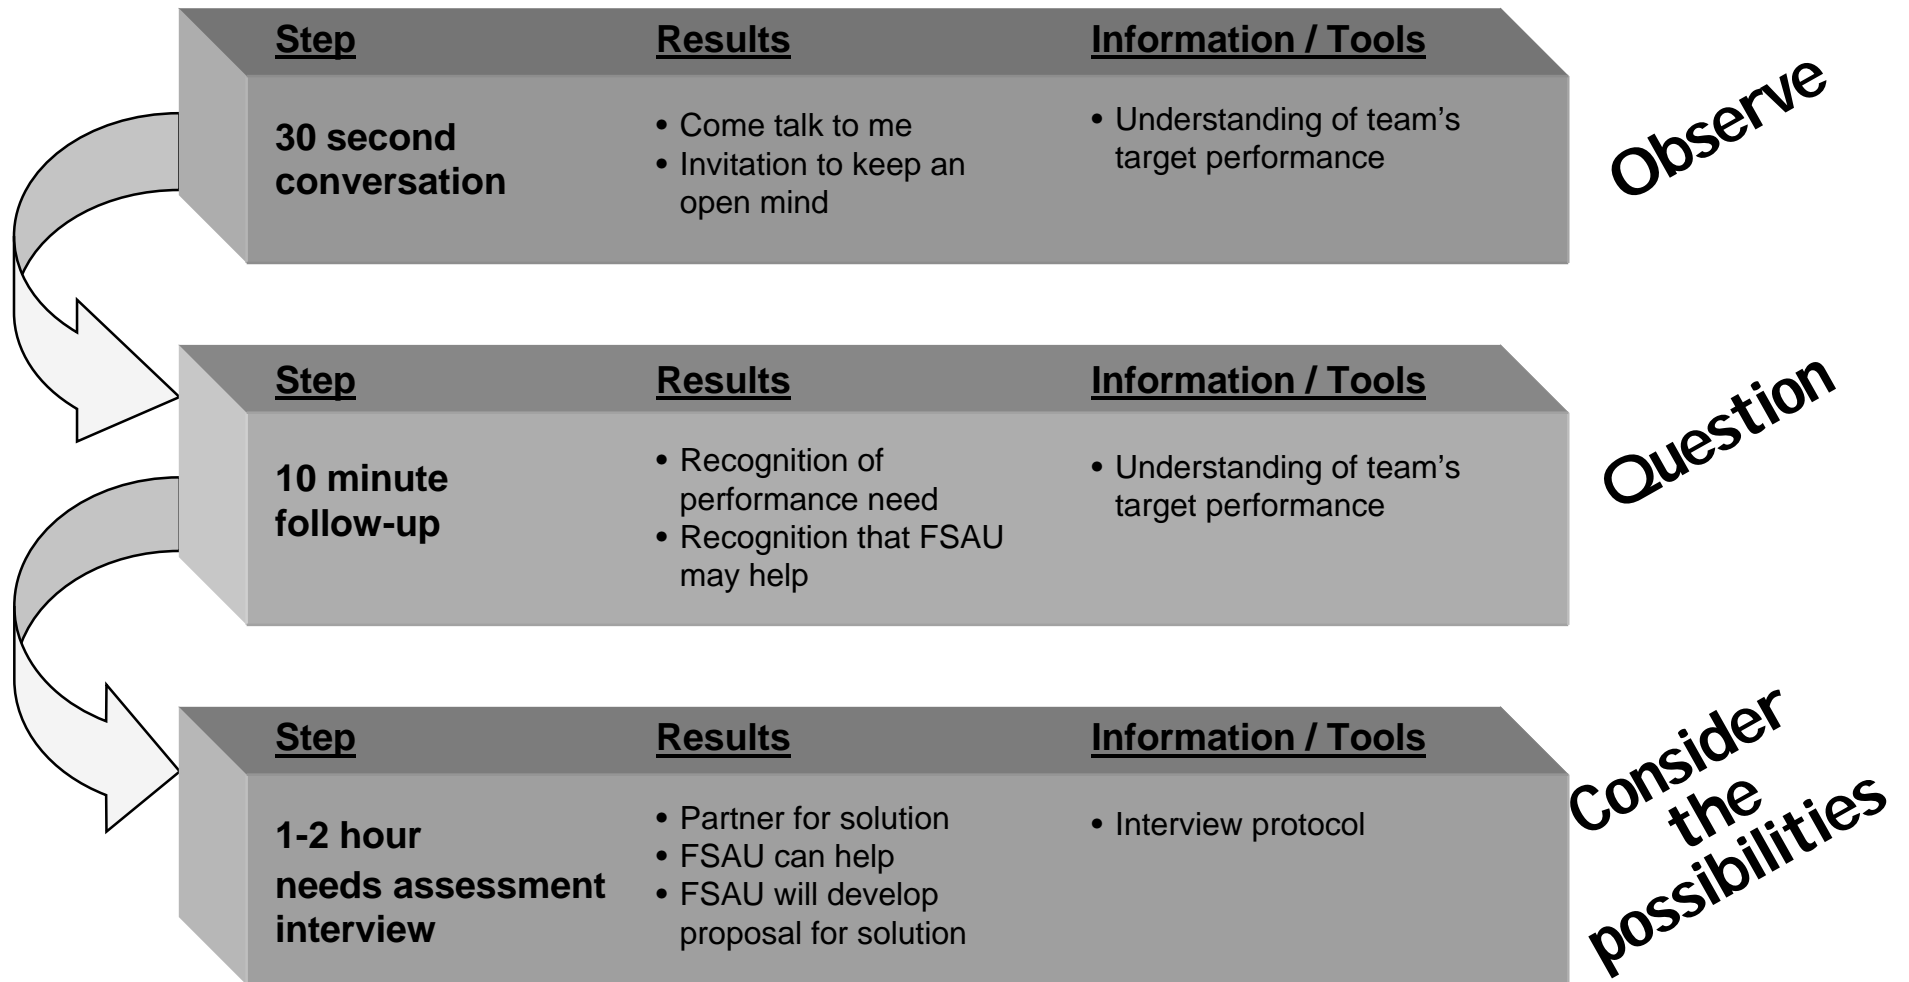 Step Results Information / Tools
30 second
conversation
• Come talk to me
• Invitation to keep an
open mind
• Understanding of team’s
target performance
Observe
Step Results Information / Tools
10 minute
follow-up
• Recognition of
performance need
• Recognition that FSAU
may help
• Understanding of team’s
target performance
Question
Step Results Information / Tools
1-2 hour
needs assessment
interview
• Partner for solution
• FSAU can help
• FSAU will develop
proposal for solution
• Interview protocol
Consider
the
possibilities